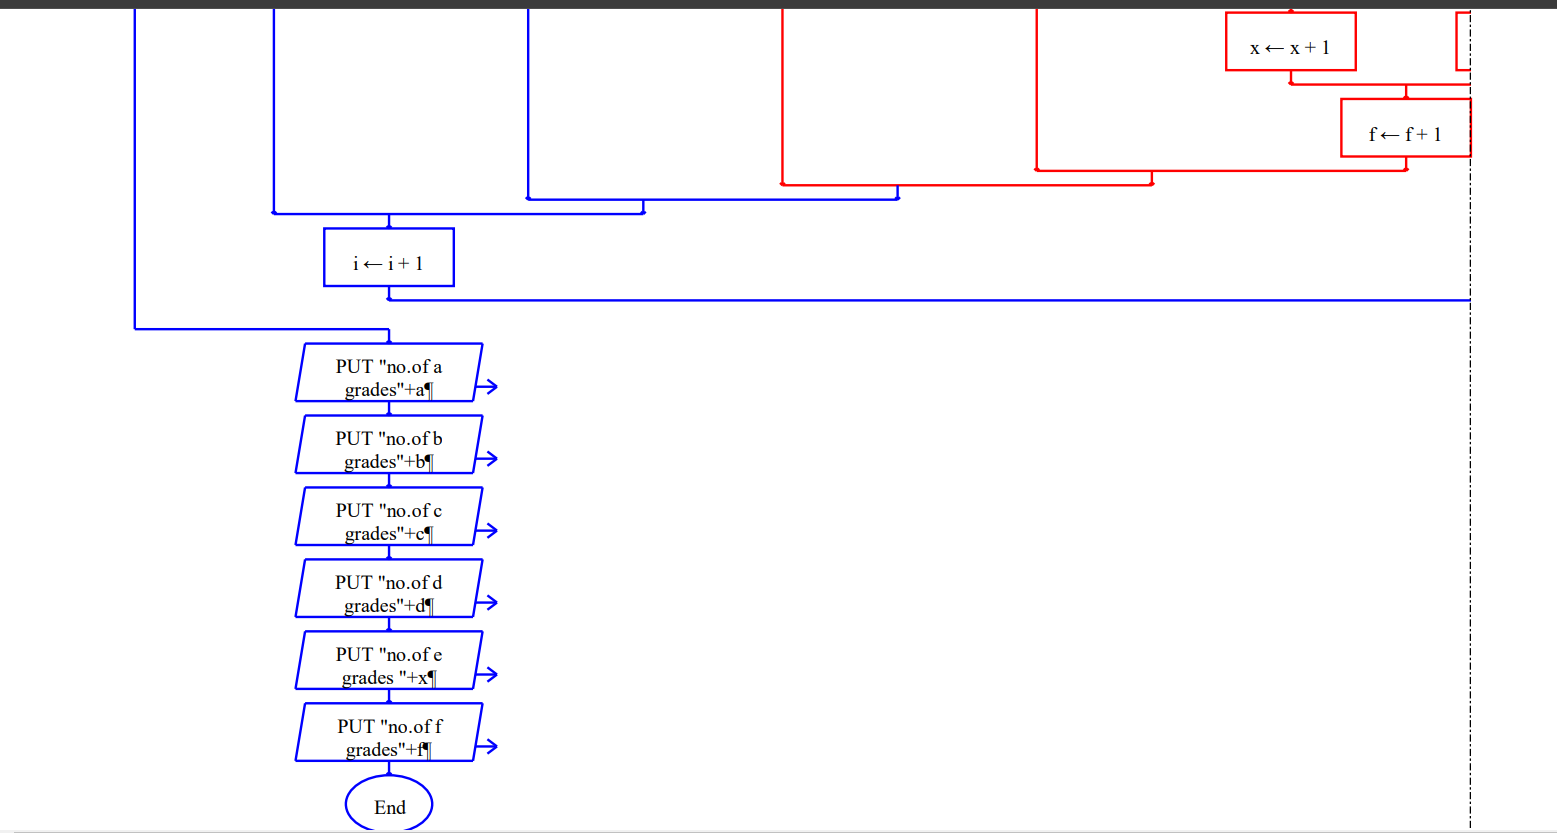 x ← x + 1
f ← f + 1
i ← i + 1
PUT "no.of a
grades"+a¶
PUT "no.of b
grades"+b¶
PUT "no.of c
grades"+c¶
PUT "no.of d
grades"+d¶
PUT "no.of e
grades "+x¶
PUT "no.of f
grades"+f¶
End